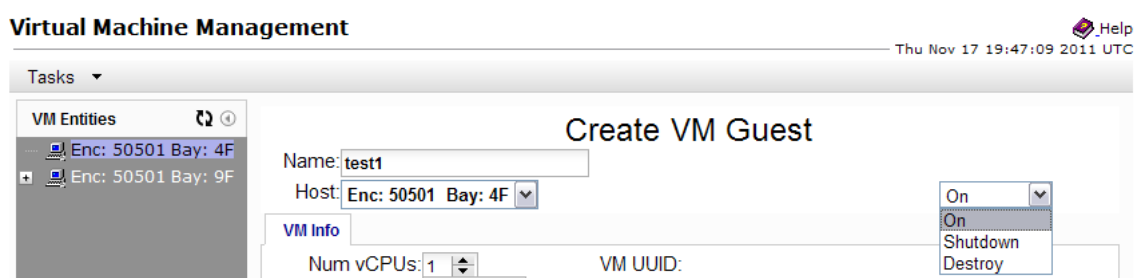 Virtual Machine Management
Help
Thu Nov 17 19:47:09 2011 UTC
Tasks
VM Entities
Enc: 50501 Bay: 4F
Enc: 50501 Bay: 9F
Create VM Guest
Name: test1
Host: Enc: 50501 Bay: 4F
On
On
Shutdown
Destroy
VM Info
Num vCPUs: 1
VM UUID: